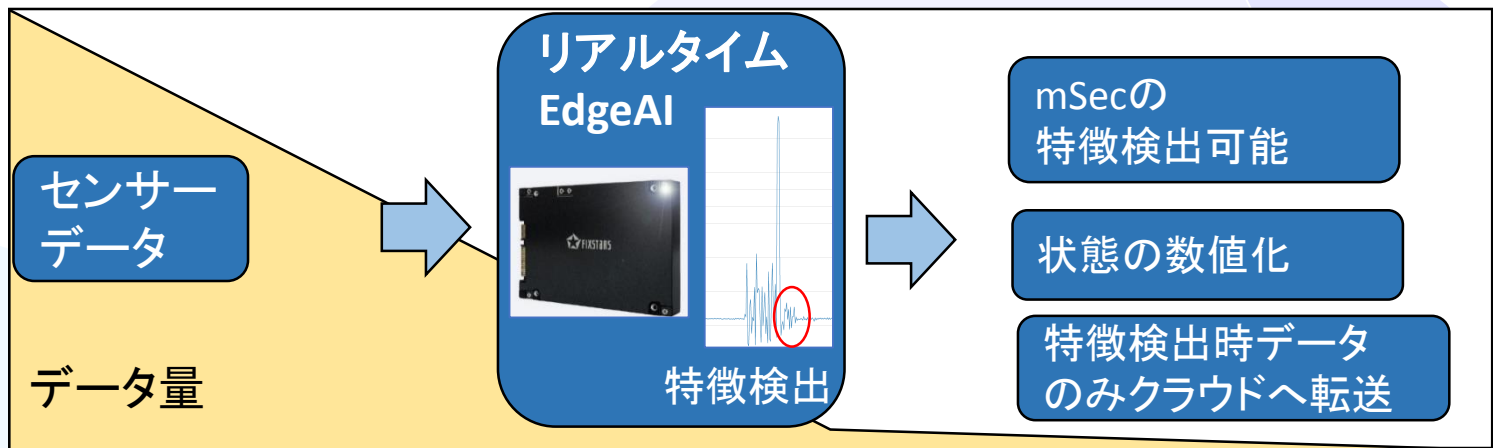 リアルタイム
EdgeAI
FIXSTARS
特徴検出
センサー
データ
データ量
mSecの
特徴検出可能
状態の数値化
特徴検出時データ
のみクラウドへ転送